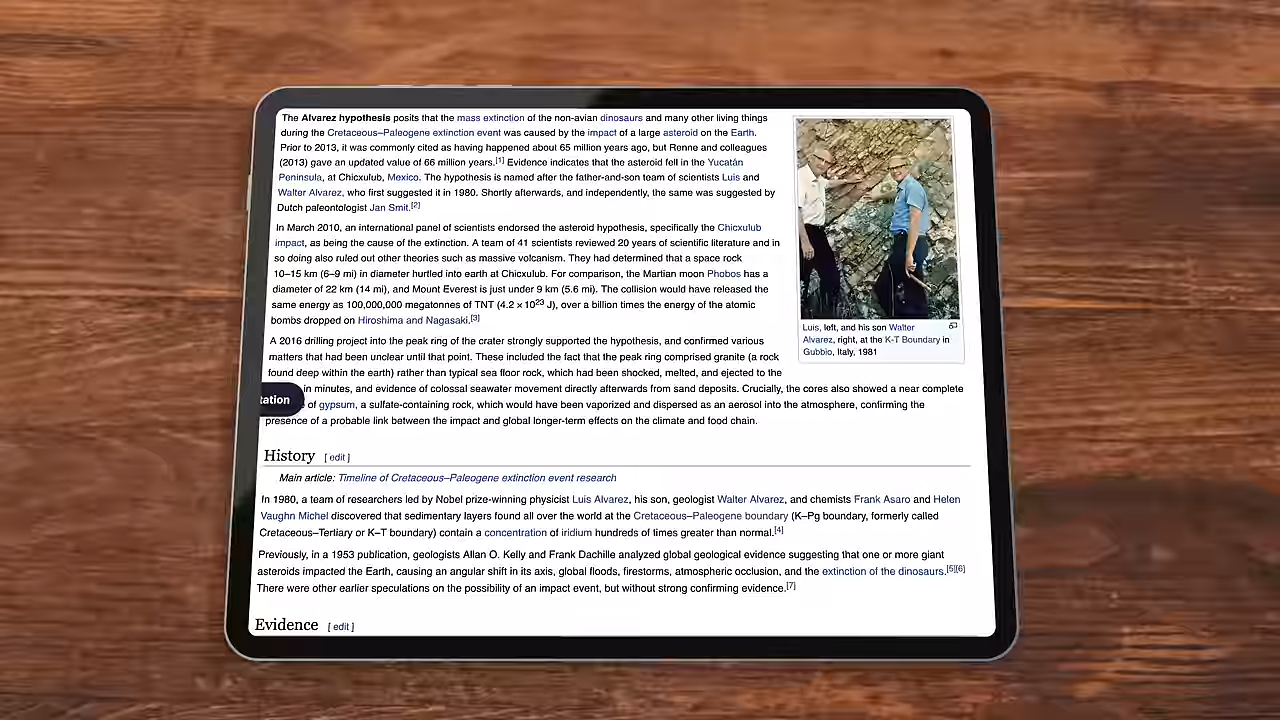 The Alvarez hypothesis posits that the mass extinction of the non-avian dinosaurs and many other living things
during the Cretaceous–Paleogene extinction event was caused by the impact of a large asteroid on the Earth.
Prior to 2013, it was commonly cited as having happened about 65 million years ago, but Renne and colleagues
(2013) gave an updated value of 66 million years.[1] Evidence indicates that the asteroid fell in the Yucatán
Peninsula, at Chicxulub, Mexico. The hypothesis is named after the father-and-son team of scientists Luis and
Walter Alvarez, who first suggested it in 1980. Shortly afterwards, and independently, the same was suggested by
Dutch paleontologist Jan Smit.[2]
In March 2010, an international panel of scientists endorsed the asteroid hypothesis, specifically the Chicxulub
impact, as being the cause of the extinction. A team of 41 scientists reviewed 20 years of scientific literature and in
so doing also ruled out other theories such as massive volcanism. They had determined that a space rock
10–15 km (6–9 mi) in diameter hurtled into earth at Chicxulub. For comparison, the Martian moon Phobos has a
diameter of 22 km (14 mi), and Mount Everest is just under 9 km (5.6 mi). The collision would have released the
same energy as 100,000,000 megatonnes of TNT (4.2 × 10²³ J), over a billion times the energy of the atomic
bombs dropped on Hiroshima and Nagasaki.[3]
Luis, left, and his son Walter
Alvarez, right, at the K-T Boundary in
Gubbio, Italy, 1981
A 2016 drilling project into the peak ring of the crater strongly supported the hypothesis, and confirmed various
matters that had been unclear until that point. These included the fact that the peak ring comprised granite (a rock
found deep within the earth) rather than typical sea floor rock, which had been shocked, melted, and ejected to the
in minutes, and evidence of colossal seawater movement directly afterwards from sand deposits. Crucially, the cores also showed a near complete
tation
of gypsum, a sulfate-containing rock, which would have been vaporized and dispersed as an aerosol into the atmosphere, confirming the
presence of a probable link between the impact and global longer-term effects on the climate and food chain.
History [ edit ]
Main article: Timeline of Cretaceous–Paleogene extinction event research
In 1980, a team of researchers led by Nobel prize-winning physicist Luis Alvarez, his son, geologist Walter Alvarez, and chemists Frank Asaro and Helen
Vaughn Michel discovered that sedimentary layers found all over the world at the Cretaceous–Paleogene boundary (K–Pg boundary, formerly called
Cretaceous–Tertiary or K–T boundary) contain a concentration of iridium hundreds of times greater than normal.[4]
Previously, in a 1953 publication, geologists Allan O. Kelly and Frank Dachille analyzed global geological evidence suggesting that one or more giant
asteroids impacted the Earth, causing an angular shift in its axis, global floods, firestorms, atmospheric occlusion, and the extinction of the dinosaurs.[5][6]
There were other earlier speculations on the possibility of an impact event, but without strong confirming evidence.[7]
Evidence [ edit ]